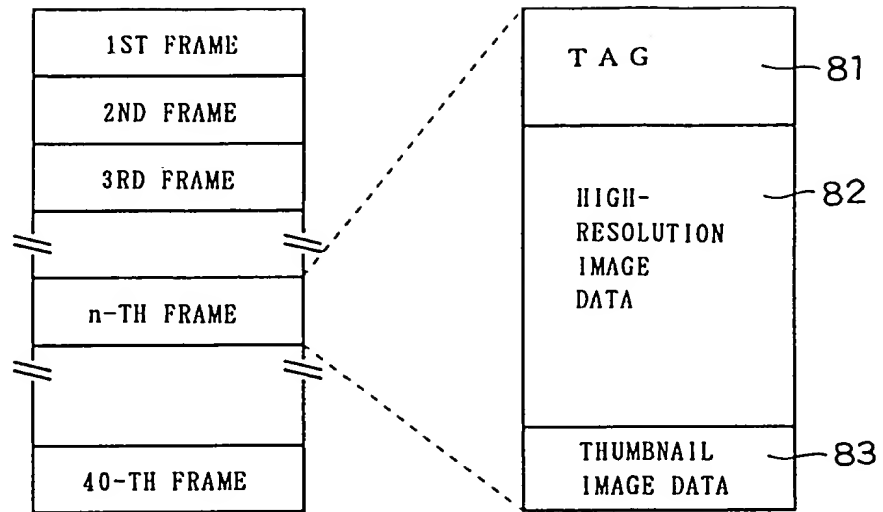 1ST FRAME
2ND FRAME
3RD FRAME
n-TH FRAME
40-TH FRAME
TAG
81
HIGH-
RESOLUTION
IMAGE
DATA
82
THUMBNAIL
IMAGE DATA
83